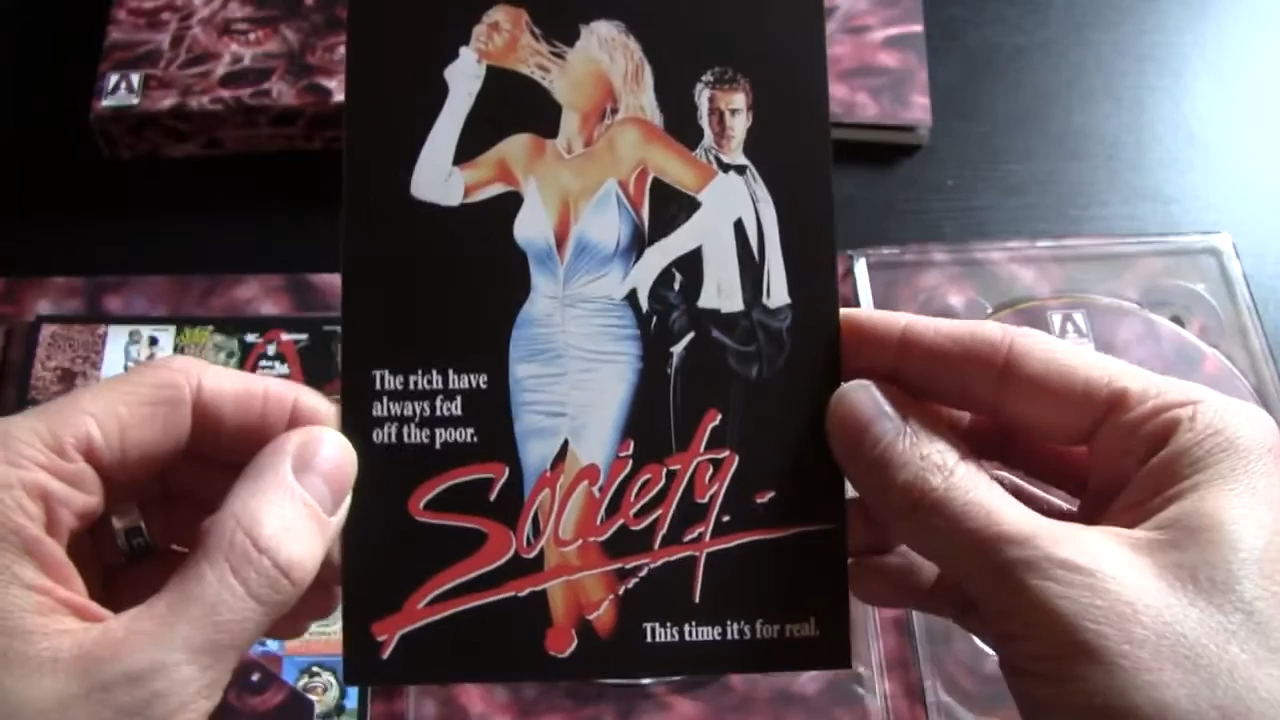 The rich have
always fed
off the poor.
Society
This time it's for real.